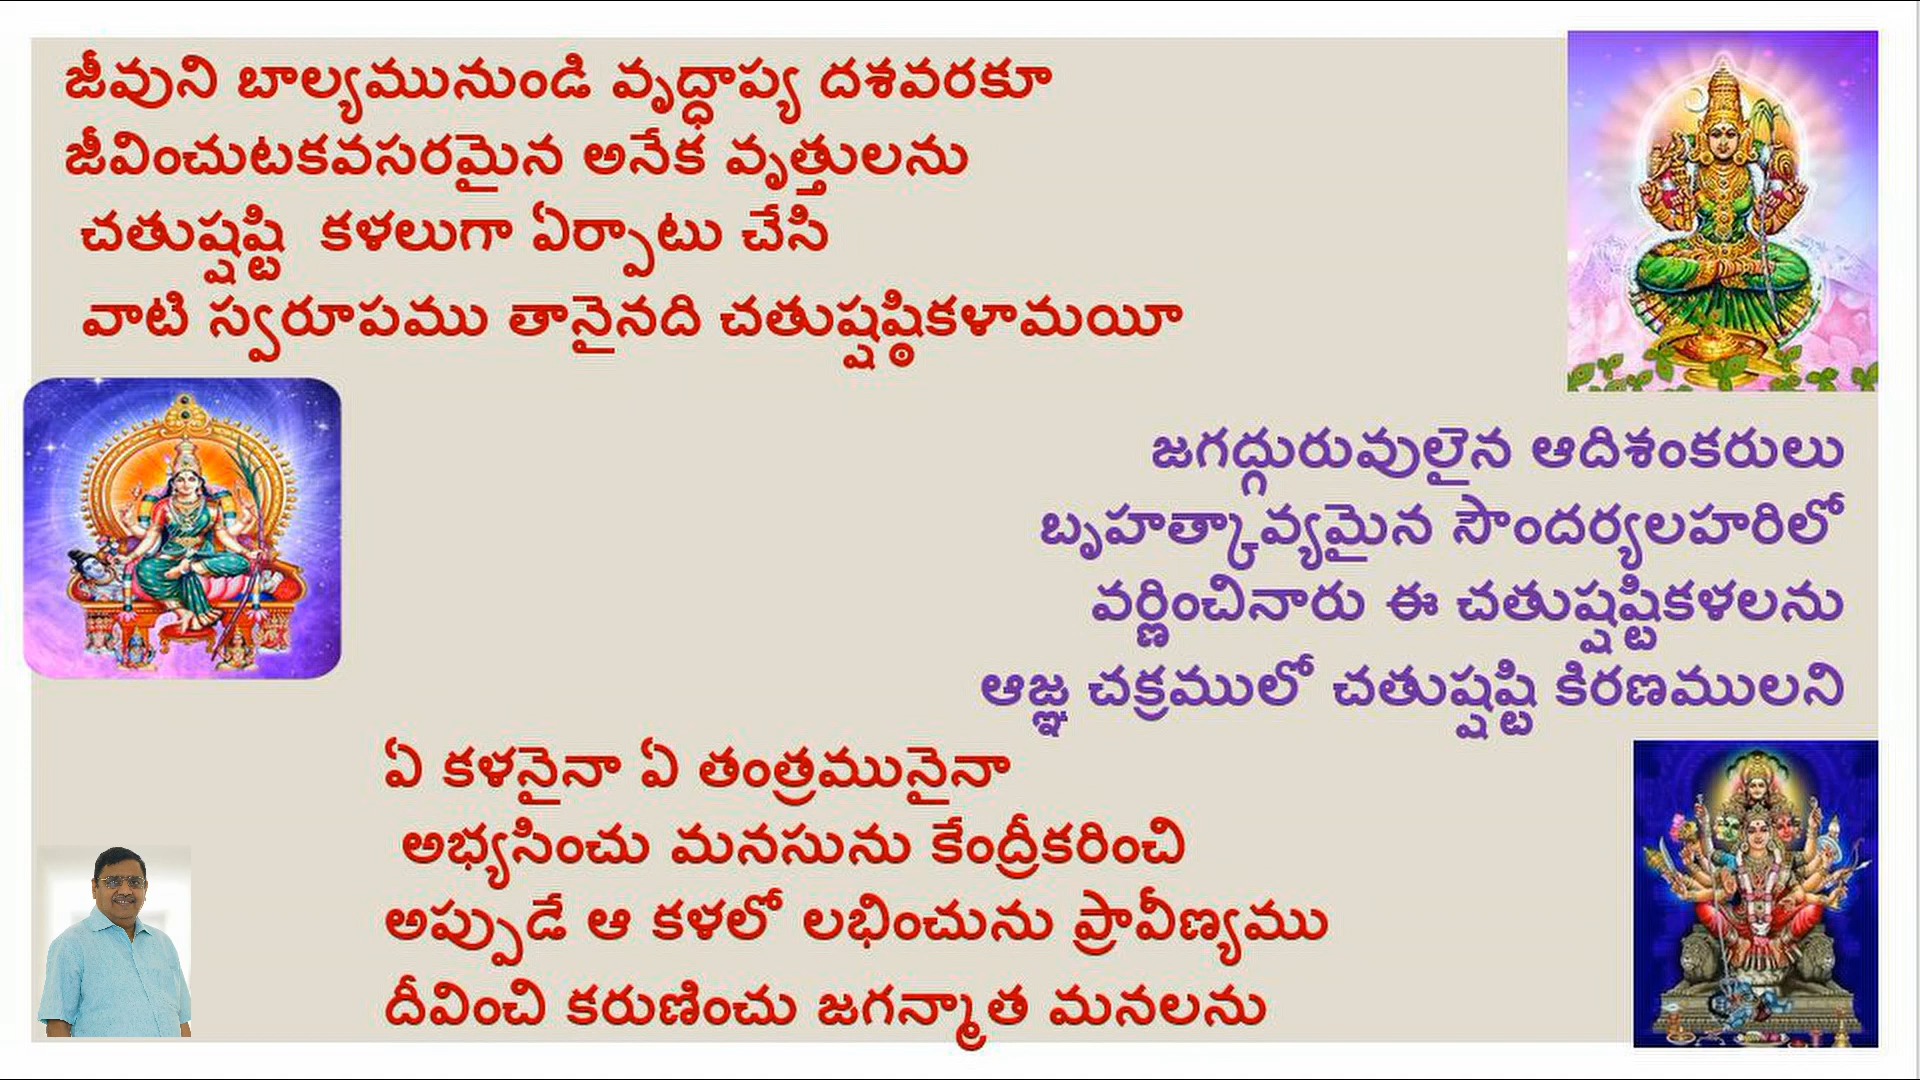 జీవుని బాల్యమునుండి వృద్ధాప్య దశవరకూ
జీవించుటకవసరమైన అనేక వృత్తులను
చతుష్షష్టి కళలుగా ఏర్పాటు చేసి
వాటి స్వరూపము తానైనది చతుష్షష్ఠికళామయీ
జగద్గురువులైన ఆదిశంకరులు
బృహత్కావ్యమైన సౌందర్యలహరిలో
వర్ణించినారు ఈ చతుష్షష్టికళలను
ఆజ్ఞ చక్రములో చతుష్షష్టి కిరణములని
ఏ కళనైనా ఏ తంత్రమునైనా
అభ్యసించు మనసును కేంద్రీకరించి
అప్పుడే ఆ కళలో లభించును ప్రావీణ్యము
దీవించి కరుణించు జగన్మాత మనలను